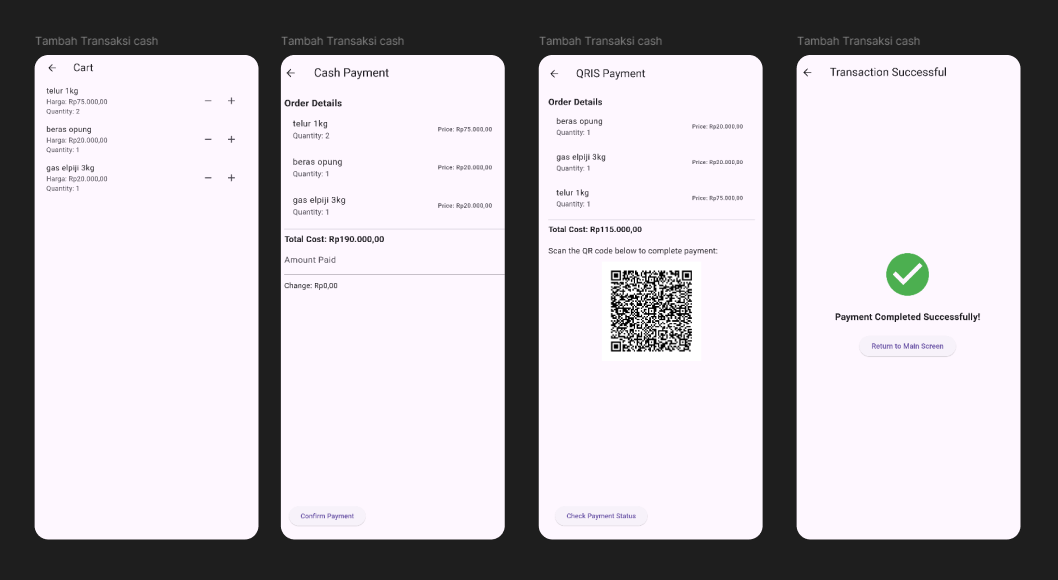 Tambah Transaksi cash
Cart
telur 1kg
Harga: Rp75.000,00
Quantity: 2
beras opung
Harga: Rp20.000,00
Quantity: 1
gas elpiji 3kg
Harga: Rp20.000,00
Quantity: 1
Tambah Transaksi cash
Cash Payment
Order Details
telur 1kg
Quantity: 2
Price: Rp75.000,00
beras opung
Quantity: 1
Price: Rp20.000,00
gas elpiji 3kg
Quantity: 1
Price: Rp20.000,00
Total Cost: Rp190.000,00
Amount Paid
Change: Rp0,00
Confirm Payment
Tambah Transaksi cash
QRIS Payment
Order Details
beras opung
Quantity: 1
Price: Rp20.000,00
gas elpiji 3kg
Quantity: 1
Price: Rp20.000,00
telur 1kg
Quantity: 1
Price: Rp75.000,00
Total Cost: Rp115.000,00
Scan the QR code below to complete payment:
Check Payment Status
Tambah Transaksi cash
Transaction Successful
Payment Completed Successfully!
Return to Main Screen